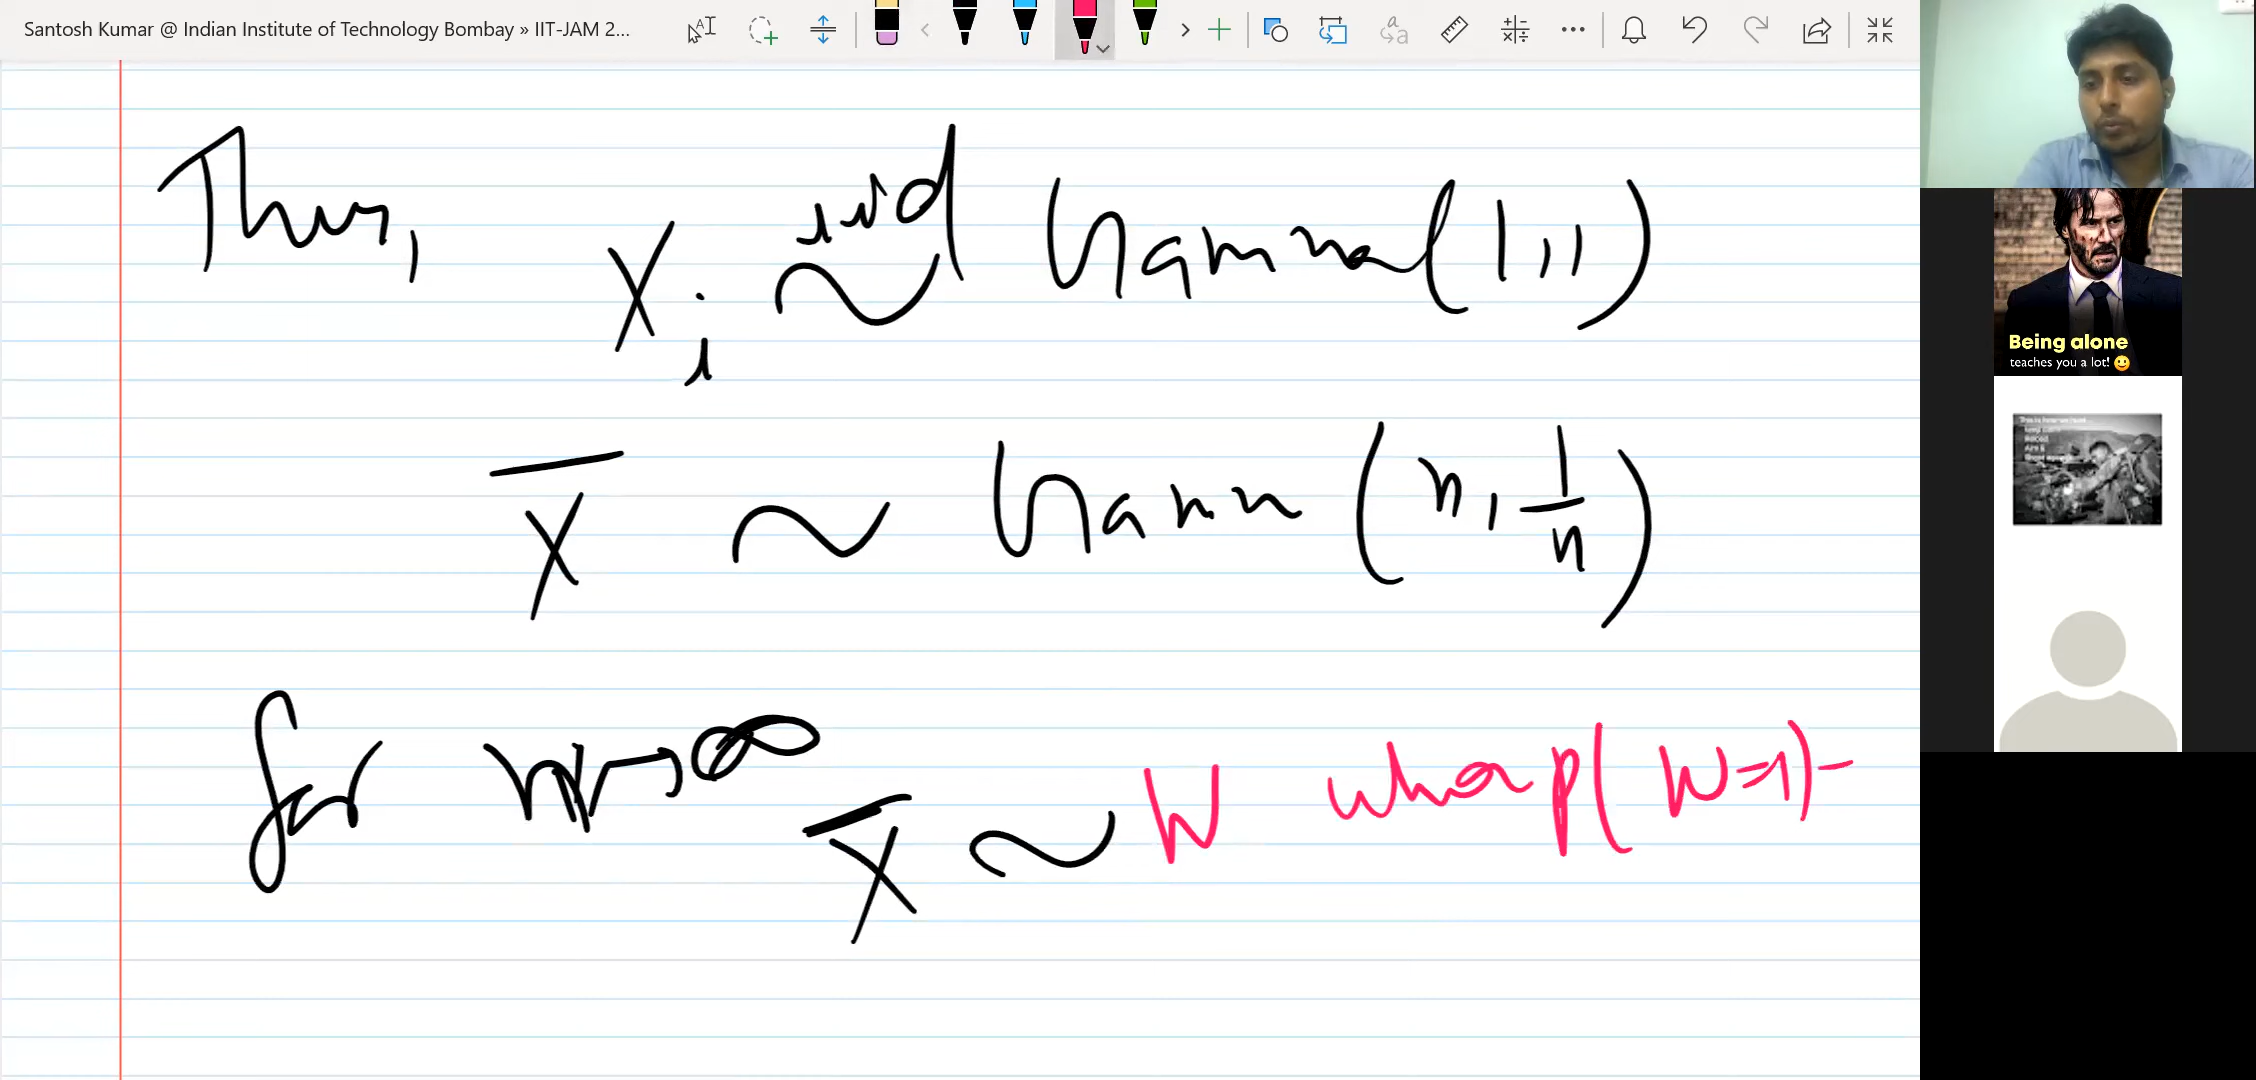 Santosh Kumar @ Indian Institute of Technology Bombay » IIT-JAM 2...
Thus, Xi iid ~ Gamma(1,1)
X̄ ~ Gamm (n, 1/n)
for n→∞
X̄ ~ W where P(W=1) -
Being alone
teaches you a lot! 🙂